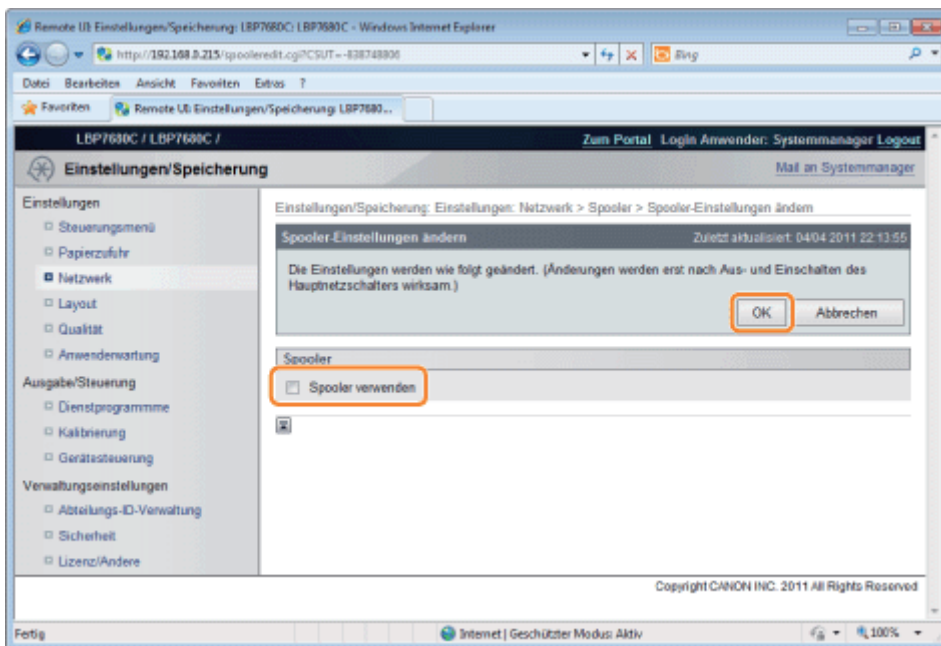 Remote UI: Einstellungen/Speicherung: LBP7680C: LBP7680C - Windows Internet Explorer
http://192.168.0.215/spooleredit.cgi?CSUT=-838748806
Bing
Datei Bearbeiten Ansicht Favoriten Extras ?
Favoriten Remote UI: Einstellungen/Speicherung: LBP7680...
LBP7680C / LBP7680C / Zum Portal Login Anwender: Systemmanager Logout
Einstellungen/Speicherung Mail an Systemmanager
Einstellungen
Steuerungsmenü
Papierzufuhr
Netzwerk
Layout
Qualität
Anwenderwartung
Ausgabe/Steuerung
Dienstprogrammme
Kalibrierung
Gerätesteuerung
Verwaltungseinstellungen
Abteilungs-ID-Verwaltung
Sicherheit
Lizenz/Andere
Einstellungen/Speicherung: Einstellungen: Netzwerk > Spooler > Spooler-Einstellungen ändern
Spooler-Einstellungen ändern Zuletzt aktualisiert: 04/04 2011 22:13:55
Die Einstellungen werden wie folgt geändert. (Änderungen werden erst nach Aus- und Einschalten des
Hauptnetzschalters wirksam.)
OK Abbrechen
Spooler
Spooler verwenden
Copyright CANON INC. 2011 All Rights Reserved
Fertig Internet | Geschützter Modus: Aktiv 100%